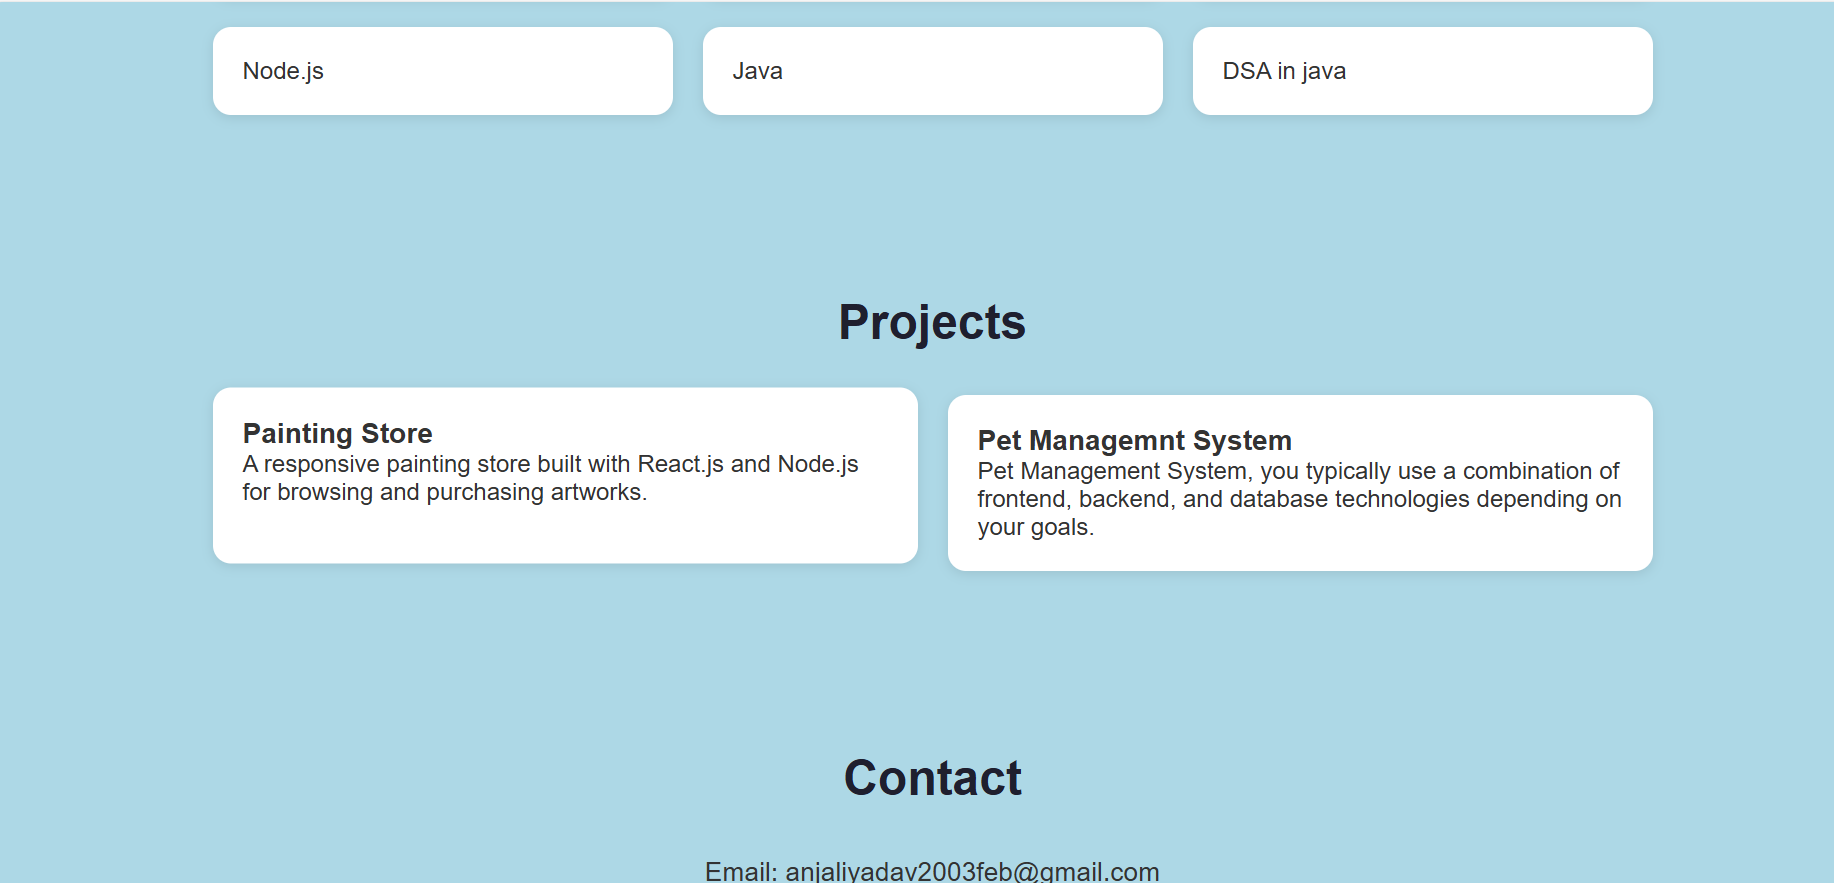 Node.js
Java
DSA in java
Projects
Painting Store
A responsive painting store built with React.js and Node.js
for browsing and purchasing artworks.
Pet Managemnt System
Pet Management System, you typically use a combination of
frontend, backend, and database technologies depending on
your goals.
Contact
Email: anjaliyadav2003feb@gmail.com